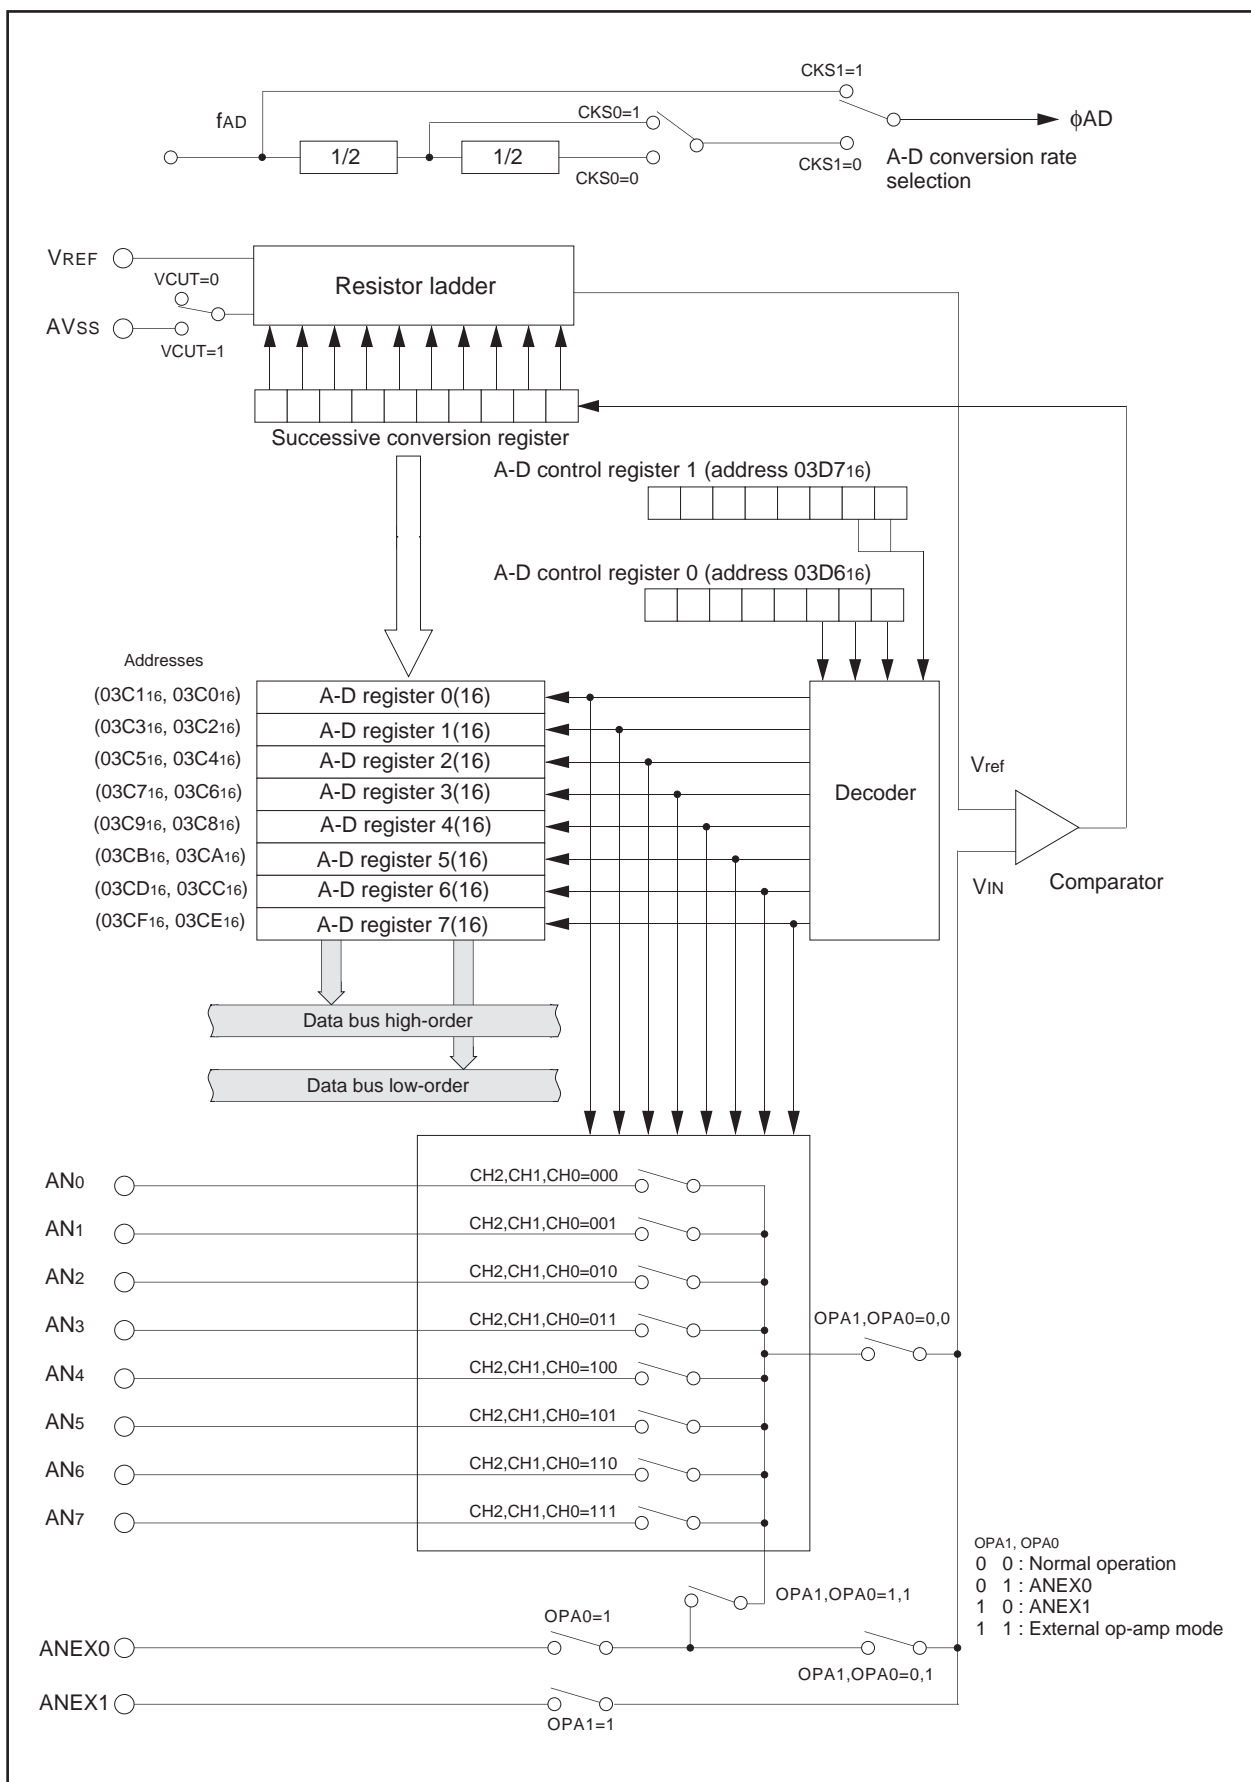 CKS1=1
CKS0=1
fAD
φAD
1/2
1/2
CKS0=0
CKS1=0
A-D conversion rate
selection
VREF
VCUT=0
Resistor ladder
AVSS
VCUT=1
Successive conversion register
A-D control register 1 (address 03D716)
A-D control register 0 (address 03D616)
Addresses
(03C116, 03C016)
A-D register 0(16)
(03C316, 03C216)
A-D register 1(16)
(03C516, 03C416)
A-D register 2(16)
(03C716, 03C616)
A-D register 3(16)
(03C916, 03C816)
A-D register 4(16)
(03CB16, 03CA16)
A-D register 5(16)
(03CD16, 03CC16)
A-D register 6(16)
(03CF16, 03CE16)
A-D register 7(16)
Decoder
Vref
VIN
Comparator
Data bus high-order
Data bus low-order
AN0
CH2,CH1,CH0=000
AN1
CH2,CH1,CH0=001
AN2
CH2,CH1,CH0=010
AN3
CH2,CH1,CH0=011
AN4
CH2,CH1,CH0=100
AN5
CH2,CH1,CH0=101
AN6
CH2,CH1,CH0=110
AN7
CH2,CH1,CH0=111
OPA1,OPA0=0,0
OPA1, OPA0
0 0 : Normal operation
0 1 : ANEX0
1 0 : ANEX1
1 1 : External op-amp mode
OPA1,OPA0=1,1
OPA0=1
ANEX0
OPA1,OPA0=0,1
ANEX1
OPA1=1